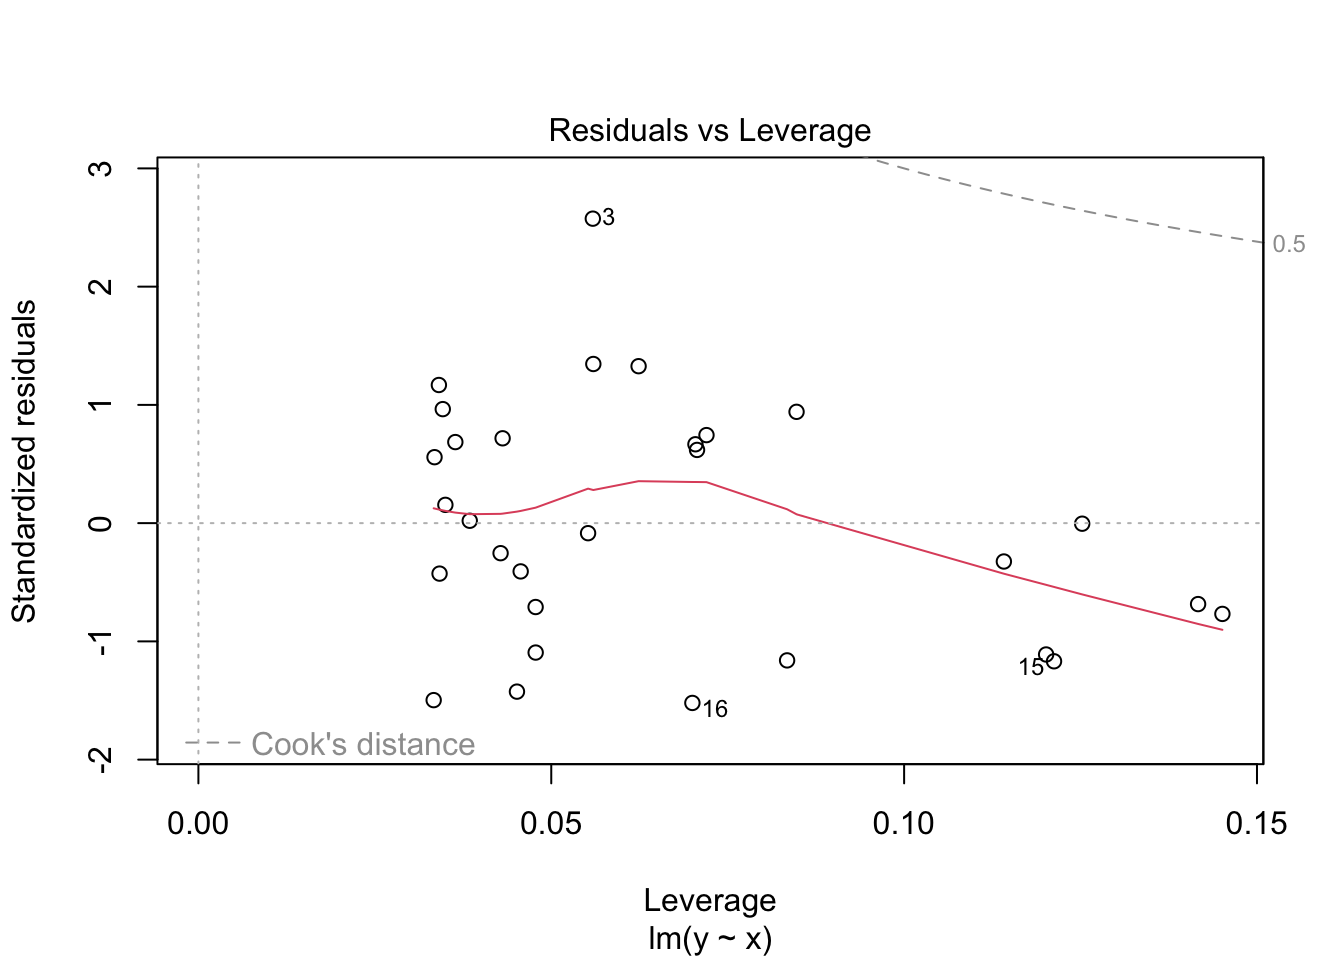 Residuals vs Leverage
Standardized residuals
3
2
1
0
-1
-2
3
0.5
15
16
Cook's distance
0.00 0.05 0.10 0.15
Leverage
lm(y ~ x)